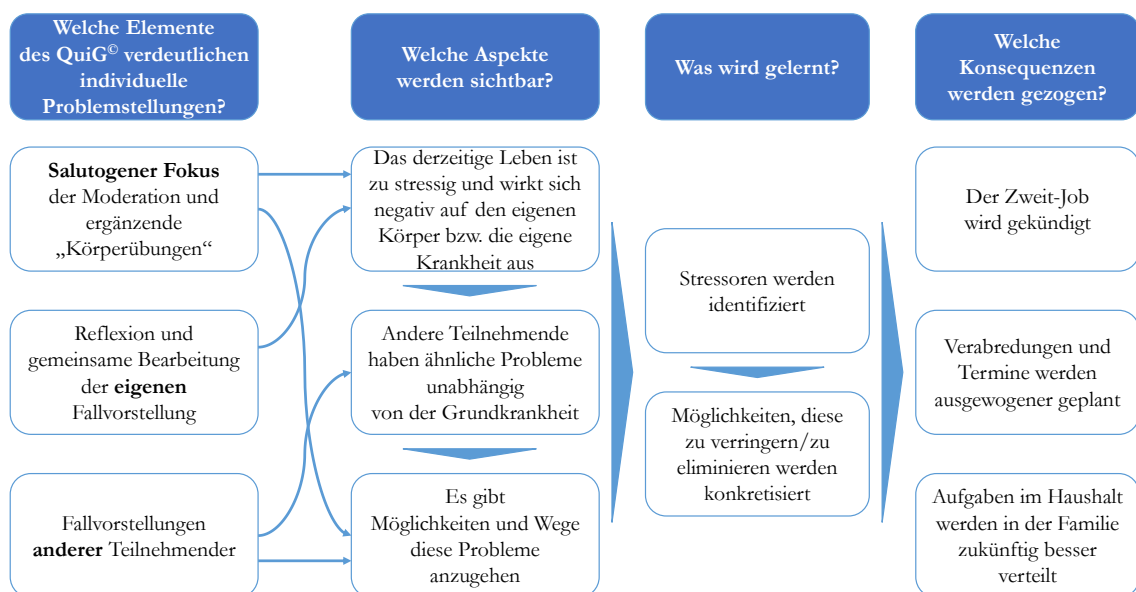 Welche Elemente
des QuiG© verdeutlichen
individuelle
Problemstellungen?
Welche Aspekte
werden sichtbar?
Was wird gelernt?
Welche
Konsequenzen
werden gezogen?
Salutogener Fokus
der Moderation und
ergänzende
„Körperübungen“
Reflexion und
gemeinsame Bearbeitung
der eigenen
Fallvorstellung
Fallvorstellungen
anderer Teilnehmender
Das derzeitige Leben ist
zu stressig und wirkt sich
negativ auf den eigenen
Körper bzw. die eigene
Krankheit aus
Andere Teilnehmende
haben ähnliche Probleme
unabhängig
von der Grundkrankheit
Es gibt
Möglichkeiten und Wege
diese Probleme
anzugehen
Stressoren werden
identifiziert
Möglichkeiten, diese
zu verringern/zu
eliminieren werden
konkretisiert
Der Zweit-Job
wird gekündigt
Verabredungen und
Termine werden
ausgewogener geplant
Aufgaben im Haushalt
werden in der Familie
zukünftig besser
verteilt